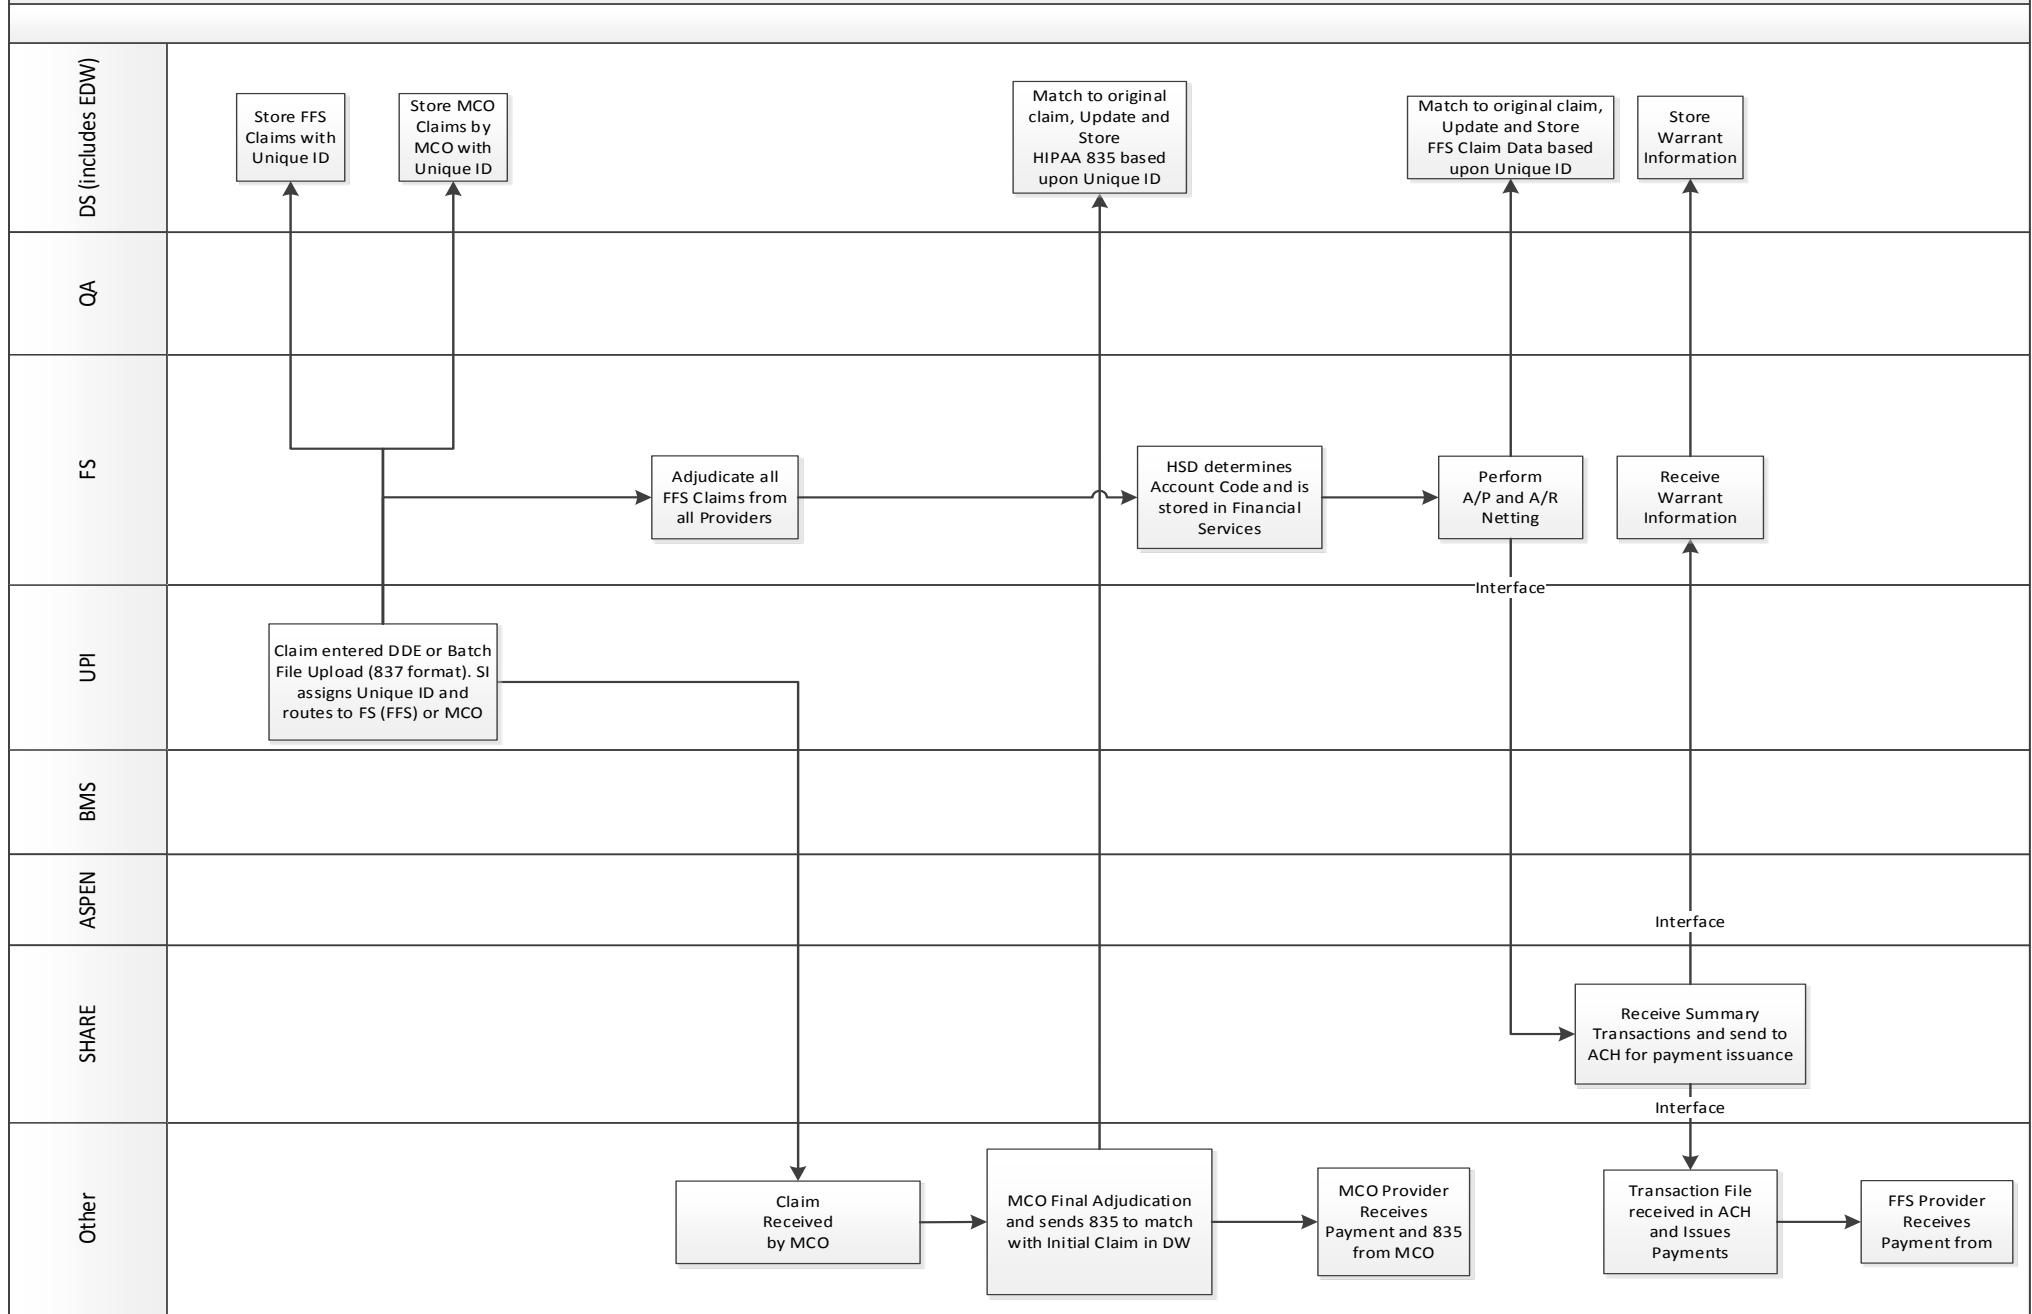 DS (includes EDW)
Store FFS
Claims with
Unique ID
Store MCO
Claims by
MCO with
Unique ID
Match to original
claim, Update and
Store
HIPAA 835 based
upon Unique ID
Match to original claim,
Update and Store
FFS Claim Data based
upon Unique ID
Store
Warrant
Information
QA
FS
Adjudicate all
FFS Claims from
all Providers
HSD determines
Account Code and is
stored in Financial
Services
Perform
A/P and A/R
Netting
Receive
Warrant
Information
Interface
UPI
Claim entered DDE or Batch
File Upload (837 format). SI
assigns Unique ID and
routes to FS (FFS) or MCO
BMS
ASPEN
Interface
SHARE
Receive Summary
Transactions and send to
ACH for payment issuance
Interface
Other
Claim
Received
by MCO
MCO Final Adjudication
and sends 835 to match
with Initial Claim in DW
MCO Provider
Receives
Payment and 835
from MCO
Transaction File
received in ACH
and Issues
Payments
FFS Provider
Receives
Payment from